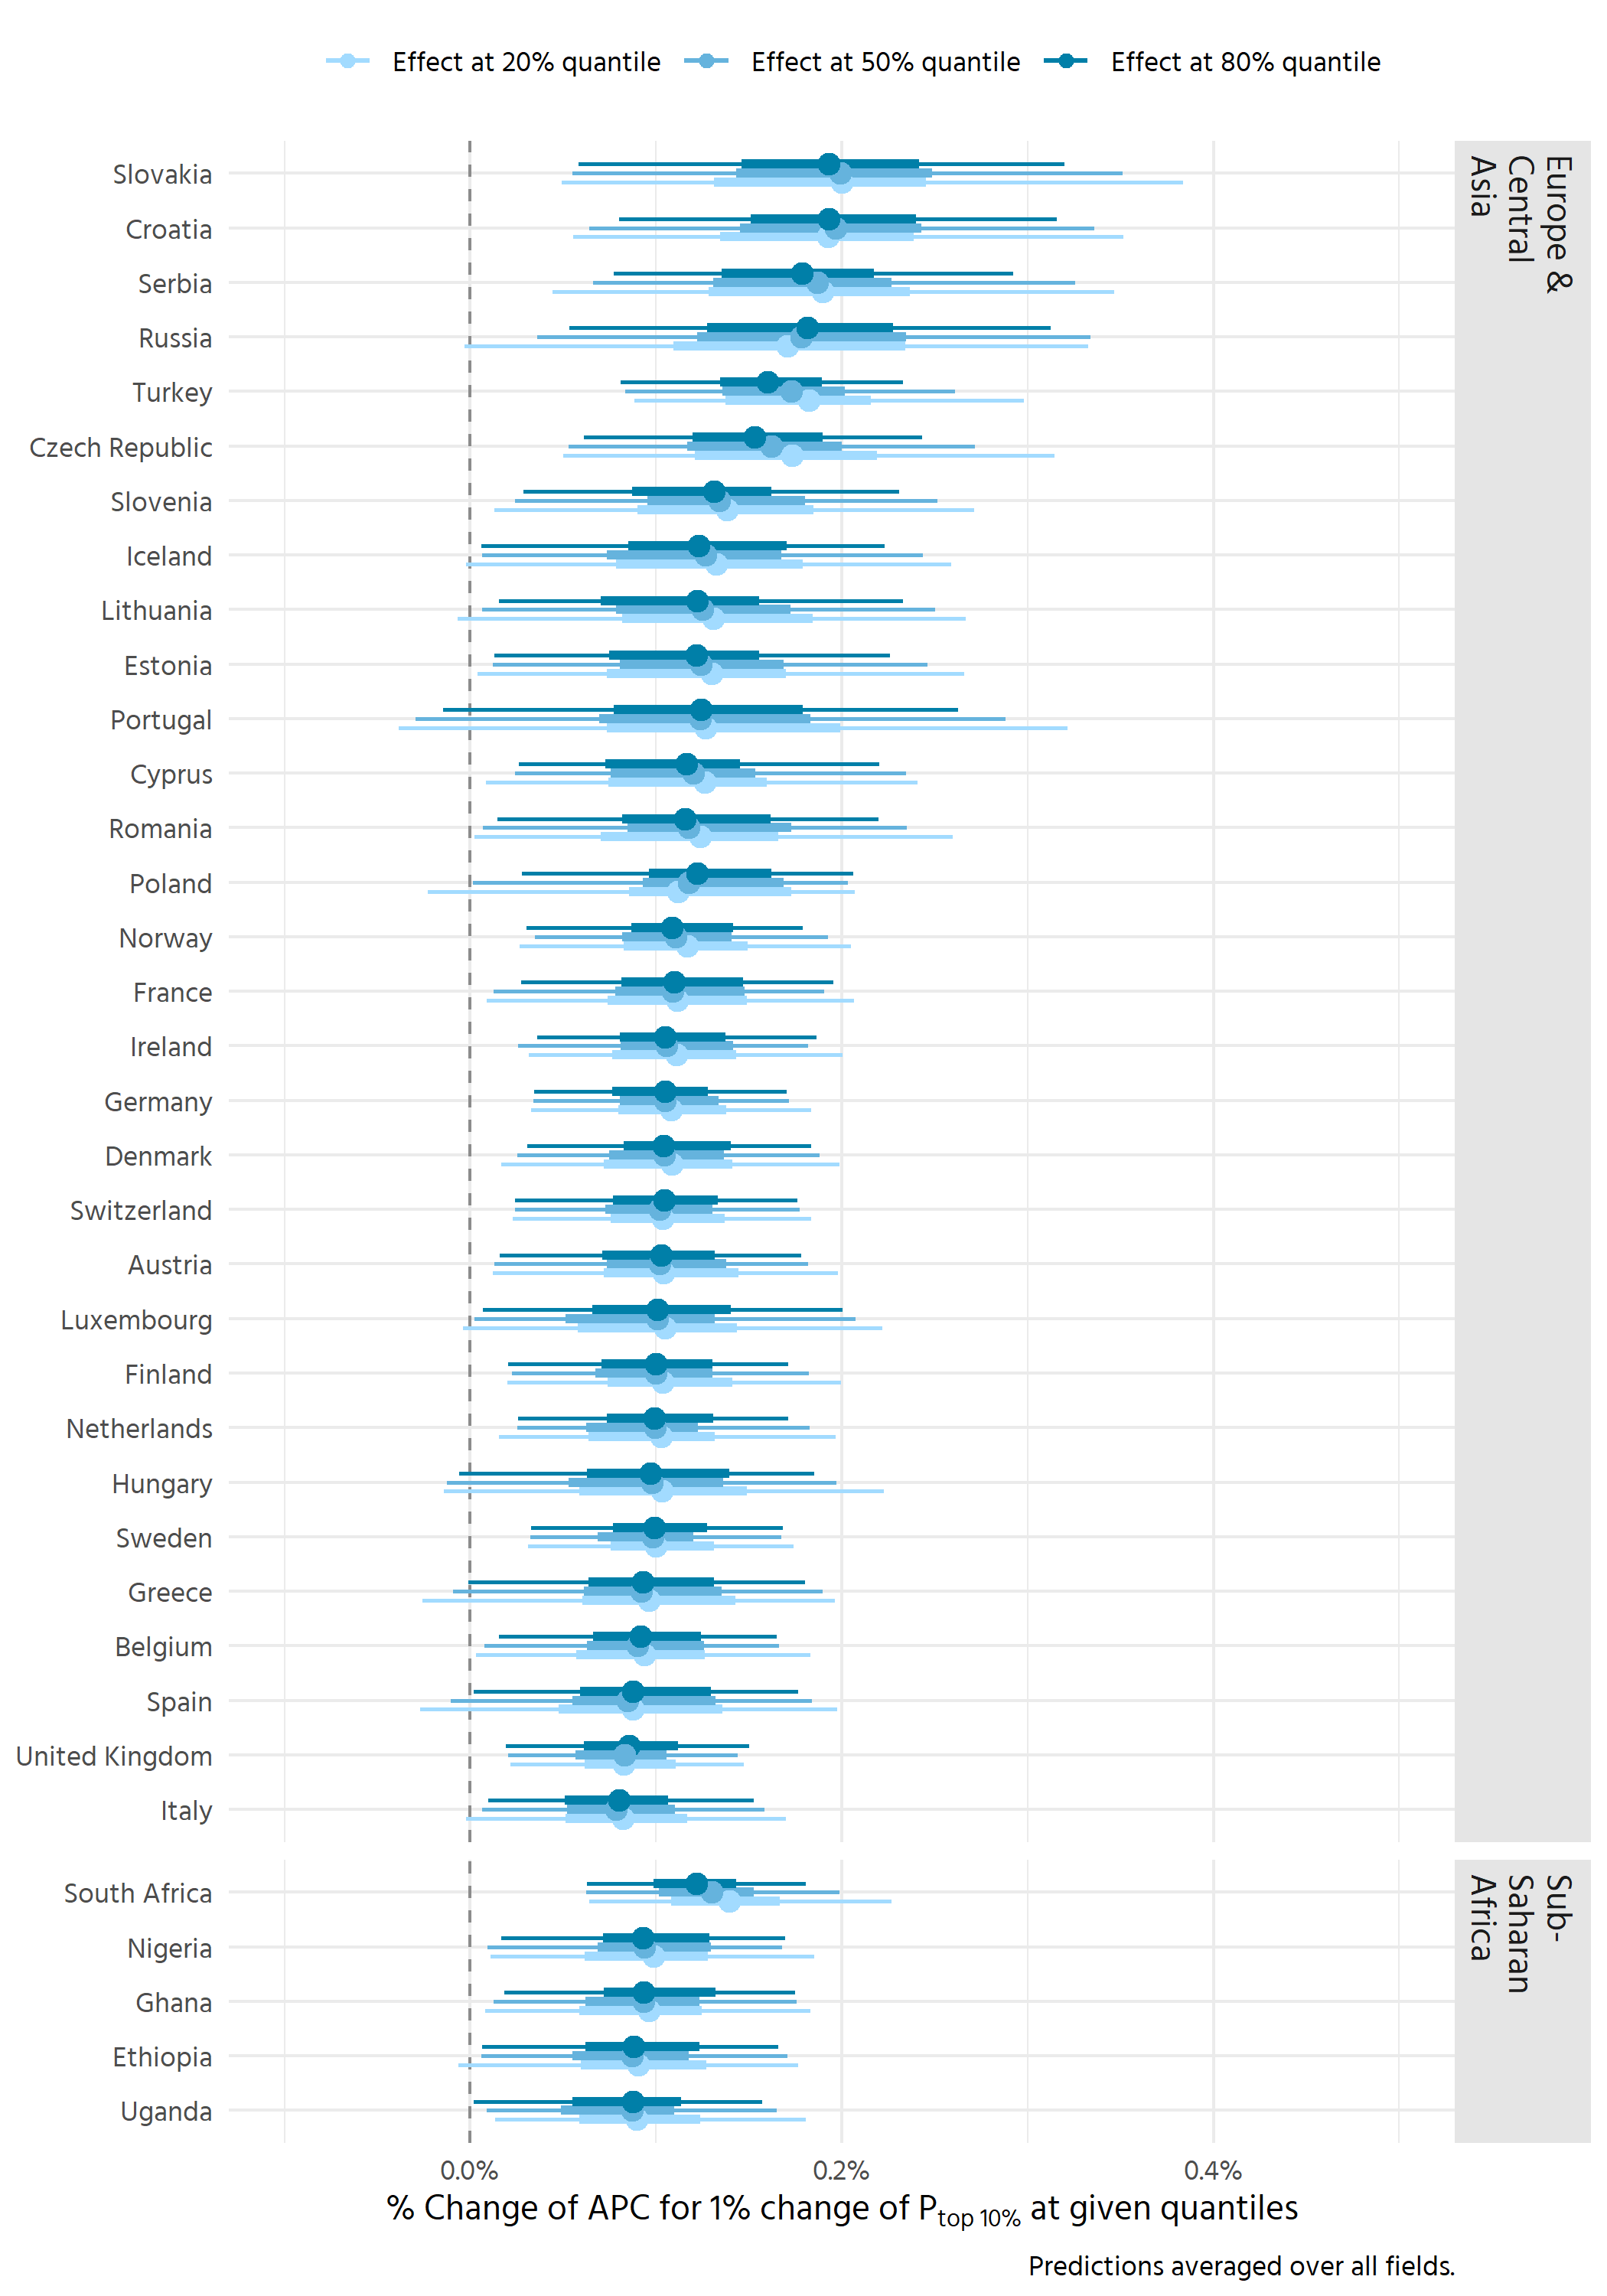 Effect at 20% quantile Effect at 50% quantile Effect at 80% quantile
Europe &
Central
Asia
Slovakia
Croatia
Serbia
Russia
Turkey
Czech Republic
Slovenia
Iceland
Lithuania
Estonia
Portugal
Cyprus
Romania
Poland
Norway
France
Ireland
Germany
Denmark
Switzerland
Austria
Luxembourg
Finland
Netherlands
Hungary
Sweden
Greece
Belgium
Spain
United Kingdom
Italy
Sub-
Saharan
Africa
South Africa
Nigeria
Ghana
Ethiopia
Uganda
0.0% 0.2% 0.4%
% Change of APC for 1% change of P top 10% at given quantiles
Predictions averaged over all fields.